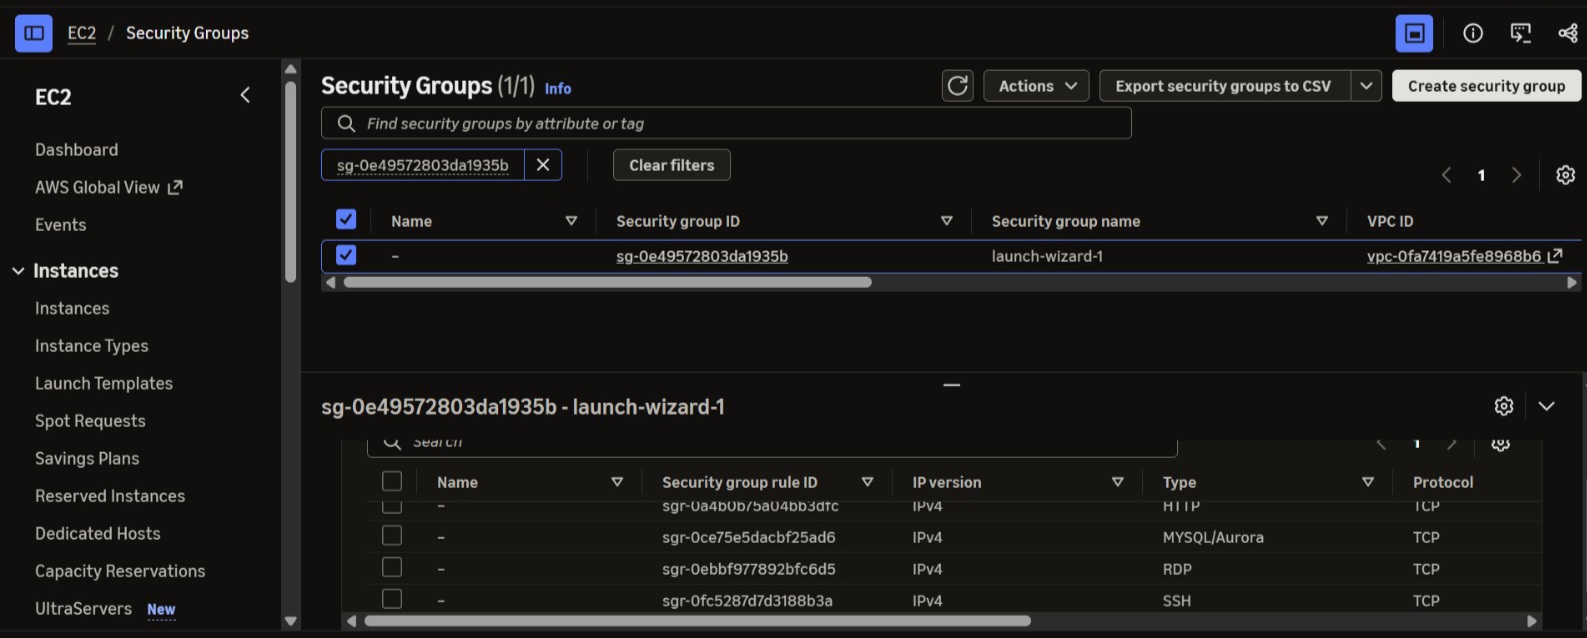 EC2 / Security Groups
EC2
Dashboard
AWS Global View
Events
Instances
Instances
Instance Types
Launch Templates
Spot Requests
Savings Plans
Reserved Instances
Dedicated Hosts
Capacity Reservations
UltraServers New
Security Groups (1/1) Info
Actions
Export security groups to CSV
Create security group
Find security groups by attribute or tag
sg-0e49572803da1935b
Clear filters
1
Name Security group ID Security group name VPC ID
– sg-0e49572803da1935b launch-wizard-1 vpc-0fa7419a5fe8968b6
sg-0e49572803da1935b - launch-wizard-1
Search
1
Name Security group rule ID IP version Type Protocol
– sgr-0a4b0b75a04bb3dfc IPv4 HTTP TCP
– sgr-0ce75e5dacbf25ad6 IPv4 MYSQL/Aurora TCP
– sgr-0ebbf977892bfc6d5 IPv4 RDP TCP
– sgr-0fc5287d7d3188b3a IPv4 SSH TCP